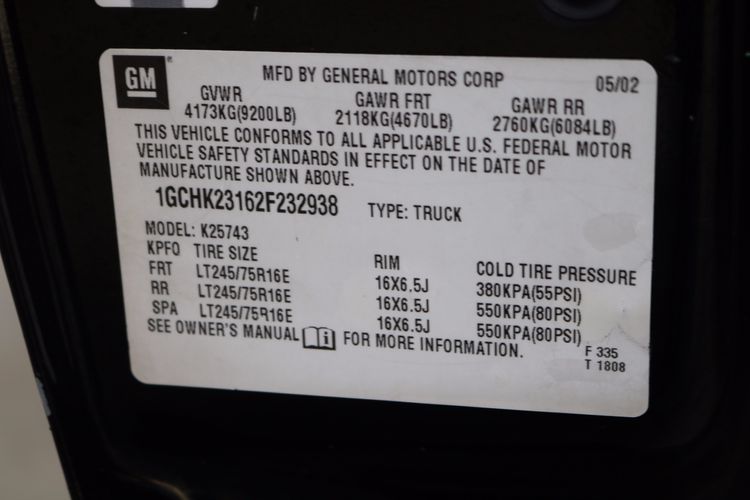 GM
MFD BY GENERAL MOTORS CORP 05/02
GVWR GAWR FRT GAWR RR
4173KG(9200LB) 2118KG(4670LB) 2760KG(6084LB)
THIS VEHICLE CONFORMS TO ALL APPLICABLE U.S. FEDERAL MOTOR
VEHICLE SAFETY STANDARDS IN EFFECT ON THE DATE OF
MANUFACTURE SHOWN ABOVE.
1GCHK23162F232938 TYPE: TRUCK
MODEL: K25743
KPFO TIRE SIZE RIM COLD TIRE PRESSURE
FRT LT245/75R16E 16X6.5J 380KPA(55PSI)
RR LT245/75R16E 16X6.5J 550KPA(80PSI)
SPA LT245/75R16E 16X6.5J 550KPA(80PSI)
SEE OWNER'S MANUAL i FOR MORE INFORMATION.
F 335
T 1808